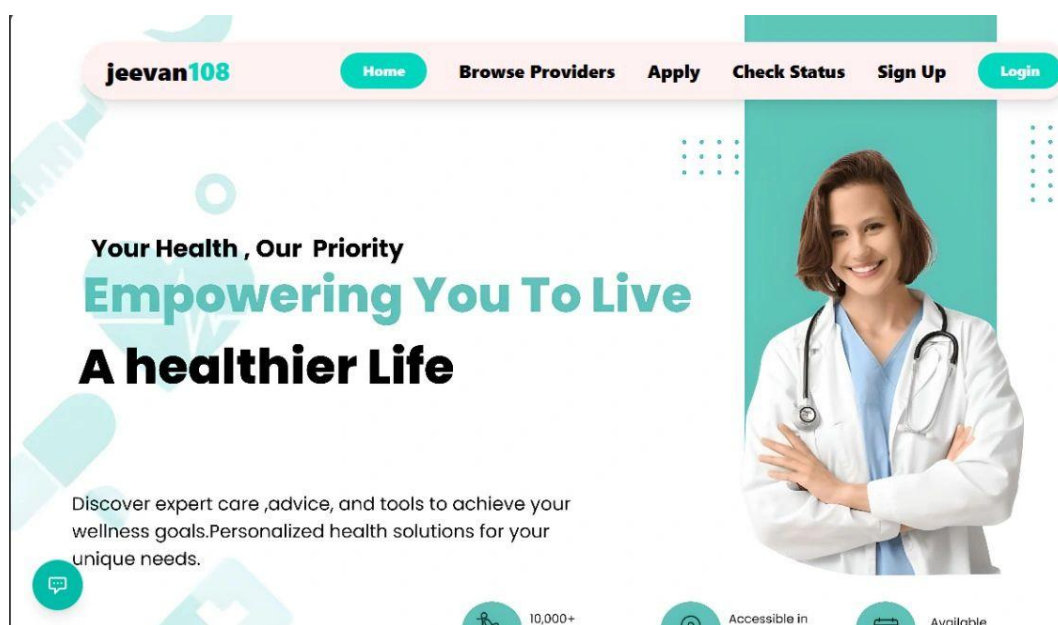 jeevan108
Home
Browse Providers
Apply
Check Status
Sign Up
Login
Your Health , Our Priority
Empowering You To Live
A healthier Life
Discover expert care ,advice, and tools to achieve your
wellness goals.Personalized health solutions for your
unique needs.
10,000+
Accessible in
Available